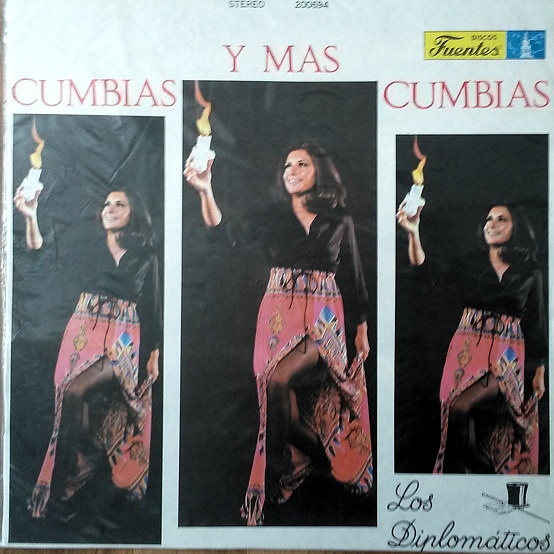 STEREO 200694
DISCOS
Fuentes
CUMBIAS
Y MAS
CUMBIAS
Los
Diplomáticos